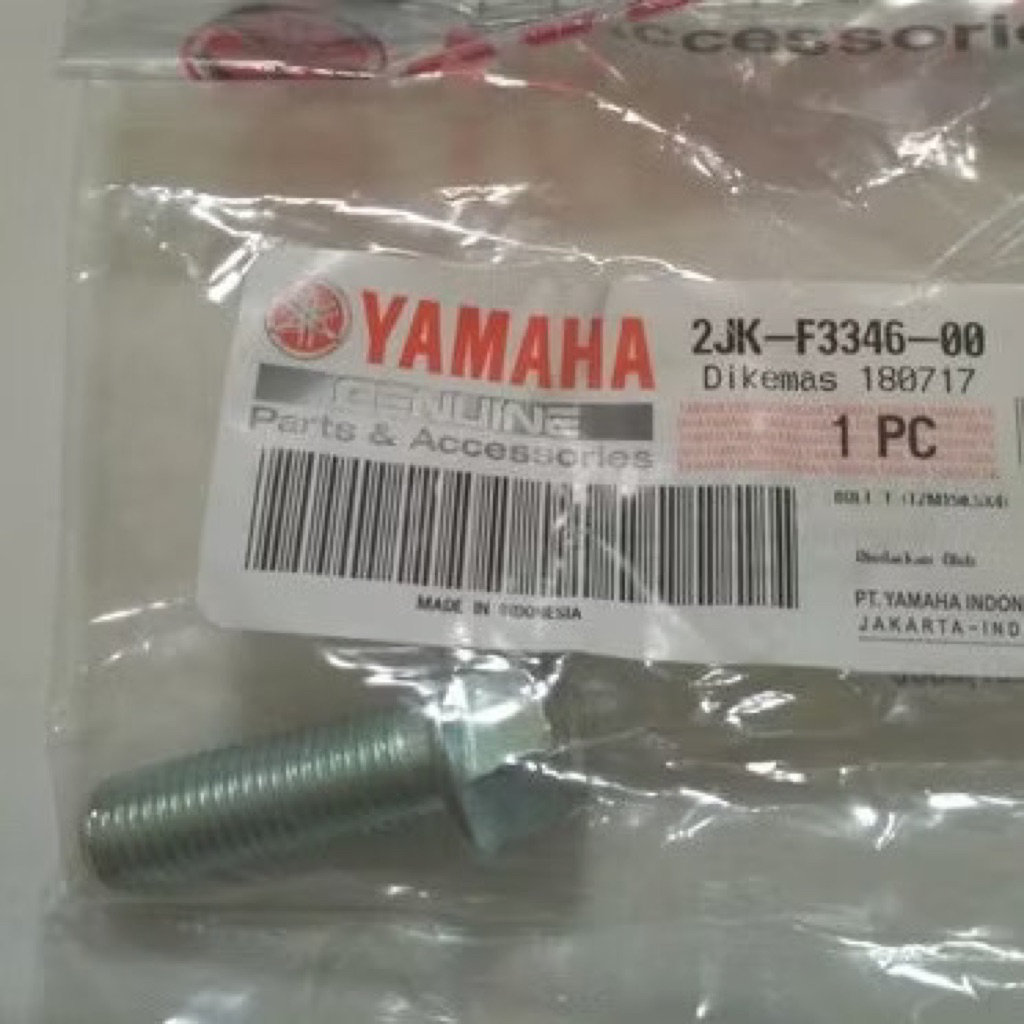 Accessories
YAMAHA
GENUINE
Parts & Accessories
MADE IN INDONESIA
2JK-F3346-00
Dikemas 180717
1 PC
PT. YAMAHA INDON
JAKARTA-IND